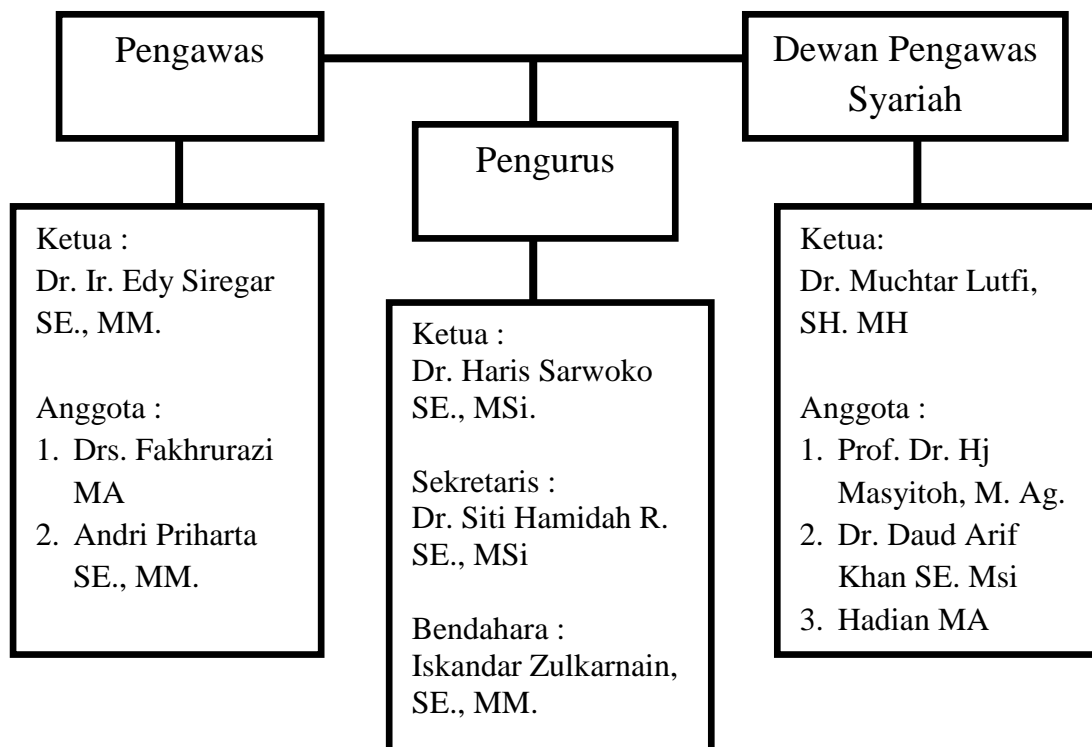 Pengawas
Dewan Pengawas
Syariah
Pengurus
Ketua :
Dr. Ir. Edy Siregar
SE., MM.
Anggota :
1. Drs. Fakhrurazi
MA
2. Andri Priharta
SE., MM.
Ketua :
Dr. Haris Sarwoko
SE., MSi.
Sekretaris :
Dr. Siti Hamidah R.
SE., MSi
Bendahara :
Iskandar Zulkarnain,
SE., MM.
Ketua:
Dr. Muchtar Lutfi,
SH. MH
Anggota :
1. Prof. Dr. Hj
Masyitoh, M. Ag.
2. Dr. Daud Arif
Khan SE. Msi
3. Hadian MA